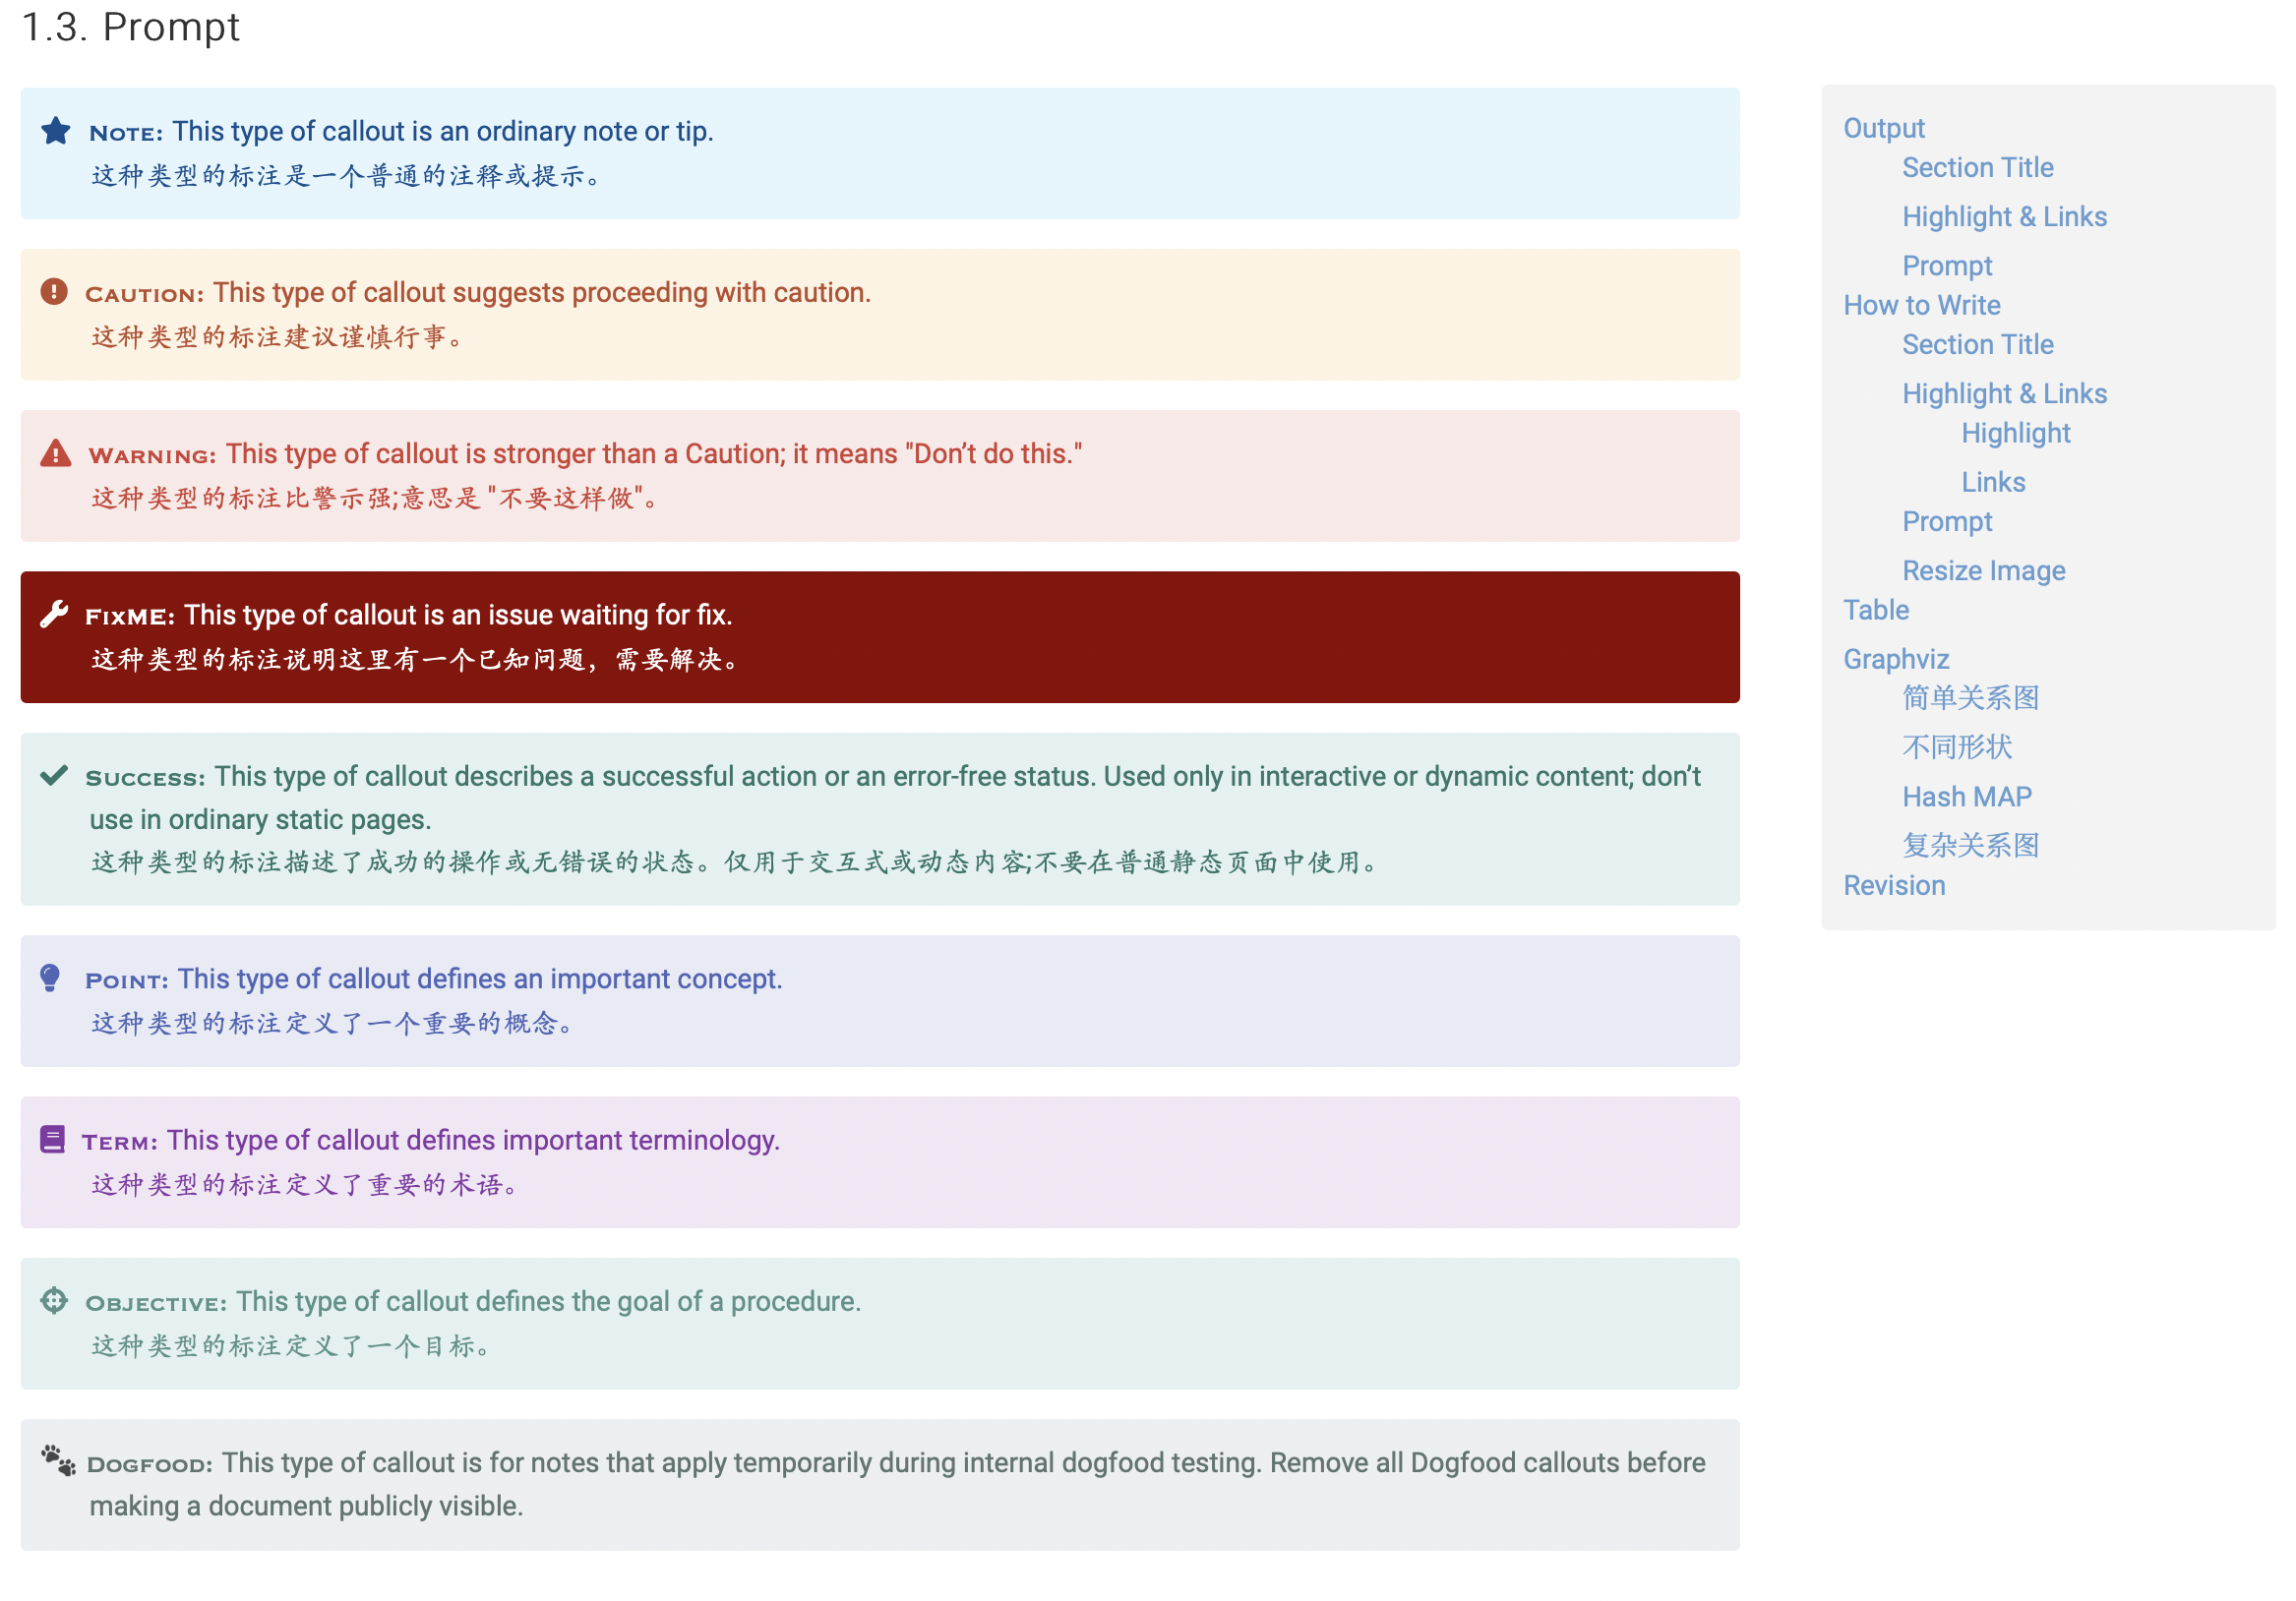 1.3. Prompt
NOTE: This type of callout is an ordinary note or tip.
这种类型的标注是一个普通的注释或提示。
CAUTION: This type of callout suggests proceeding with caution.
这种类型的标注建议谨慎行事。
WARNING: This type of callout is stronger than a Caution; it means "Don’t do this."
这种类型的标注比警示强;意思是 "不要这样做"。
FIXME: This type of callout is an issue waiting for fix.
这种类型的标注说明这里有一个已知问题，需要解决。
SUCCESS: This type of callout describes a successful action or an error-free status. Used only in interactive or dynamic content; don’t
use in ordinary static pages.
这种类型的标注描述了成功的操作或无错误的状态。仅用于交互式或动态内容;不要在普通静态页面中使用。
POINT: This type of callout defines an important concept.
这种类型的标注定义了一个重要的概念。
TERM: This type of callout defines important terminology.
这种类型的标注定义了重要的术语。
OBJECTIVE: This type of callout defines the goal of a procedure.
这种类型的标注定义了一个目标。
DOGFOOD: This type of callout is for notes that apply temporarily during internal dogfood testing. Remove all Dogfood callouts before
making a document publicly visible.
Output
Section Title
Highlight & Links
Prompt
How to Write
Section Title
Highlight & Links
Highlight
Links
Prompt
Resize Image
Table
Graphviz
简单关系图
不同形状
Hash MAP
复杂关系图
Revision